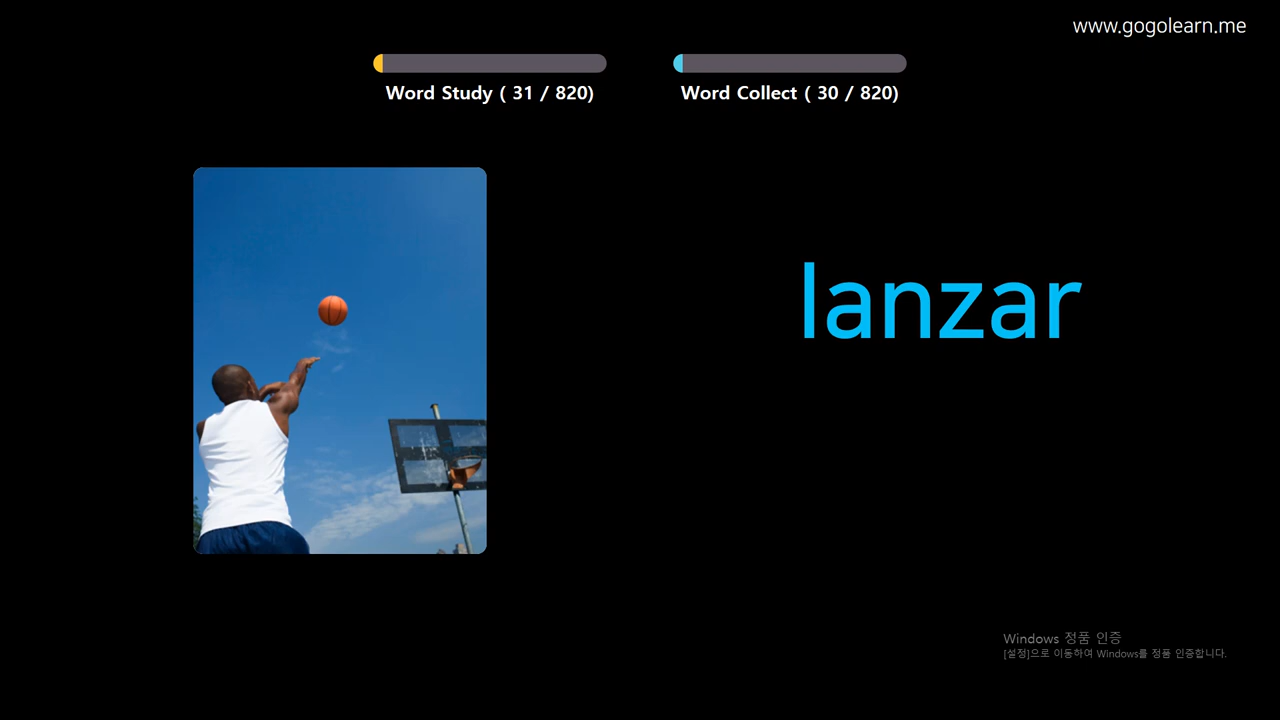 www.gogolearn.me
Word Study ( 31 / 820)
Word Collect ( 30 / 820)
lanzar
Windows 정품 인증
[설정]으로 이동하여 Windows를 정품 인증합니다.